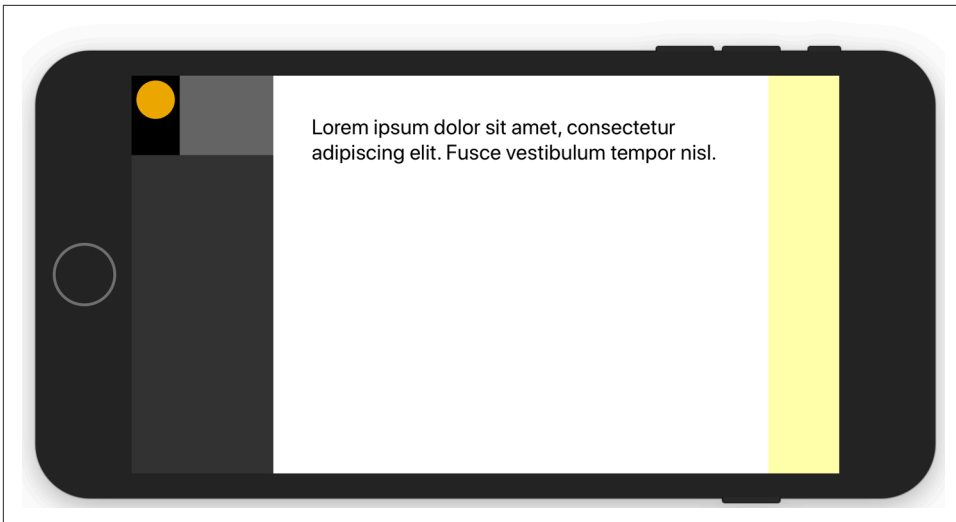 Lorem ipsum dolor sit amet, consectetur
adipiscing elit. Fusce vestibulum tempor nisl.